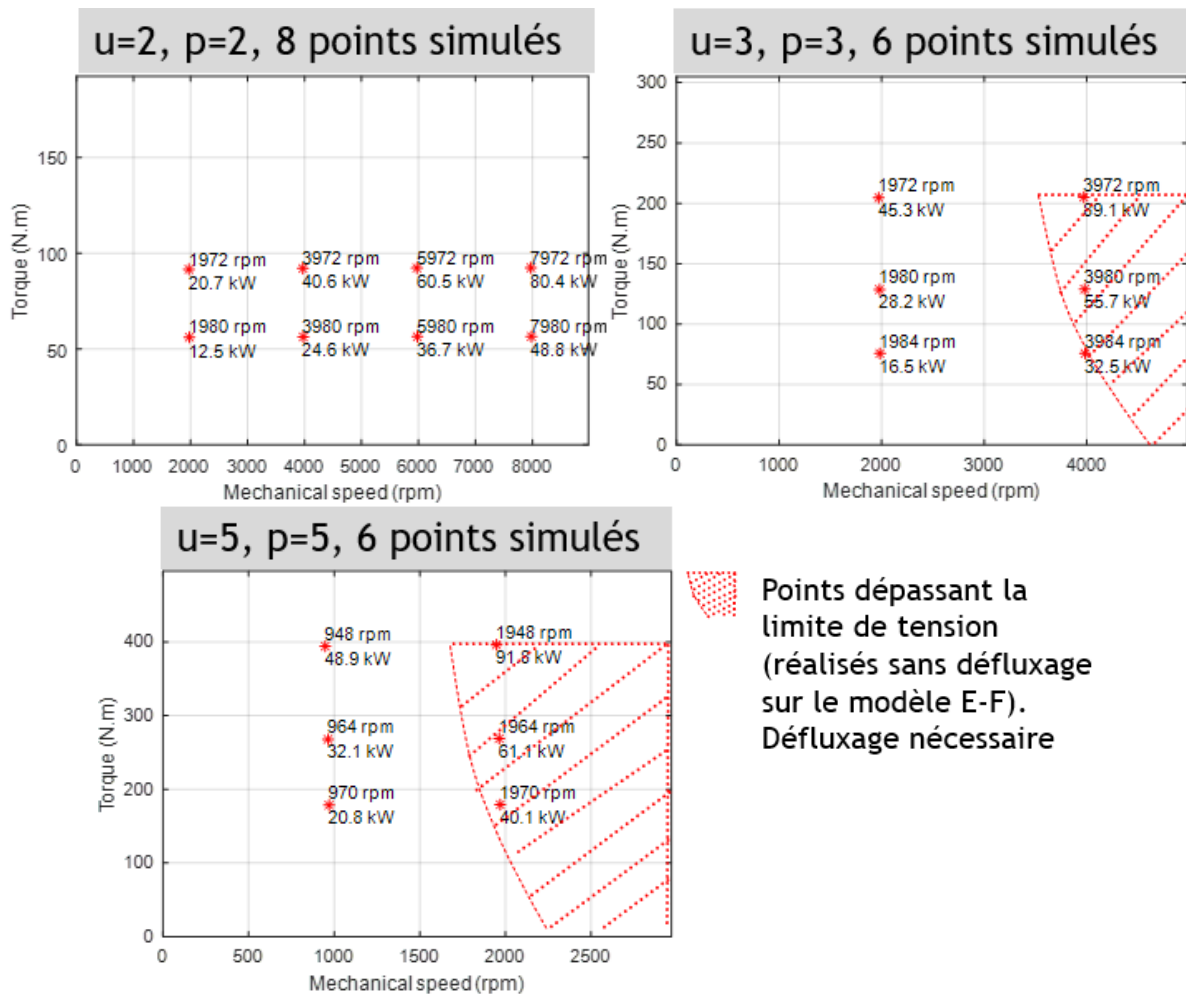 u=2, p=2, 8 points simulés
150
100
50
0
Torque (N.m)
1972 rpm
20.7 kW
3972 rpm
40.6 kW
5972 rpm
60.5 kW
7972 rpm
80.4 kW
1980 rpm
12.5 kW
3980 rpm
24.6 kW
5980 rpm
36.7 kW
7980 rpm
48.8 kW
0 1000 2000 3000 4000 5000 6000 7000 8000
Mechanical speed (rpm)
u=3, p=3, 6 points simulés
300
250
200
150
100
50
0
Torque (N.m)
1972 rpm
45.3 kW
3972 rpm
89.1 kW
1980 rpm
28.2 kW
3980 rpm
55.7 kW
1984 rpm
16.5 kW
3984 rpm
32.5 kW
0 1000 2000 3000 4000
Mechanical speed (rpm)
u=5, p=5, 6 points simulés
400
300
200
100
0
Torque (N.m)
948 rpm
48.9 kW
1948 rpm
91.8 kW
964 rpm
32.1 kW
1964 rpm
61.1 kW
970 rpm
20.8 kW
1970 rpm
40.1 kW
0 500 1000 1500 2000 2500
Mechanical speed (rpm)
Points dépassant la
limite de tension
(réalisés sans défluxage
sur le modèle E-F).
Défluxage nécessaire